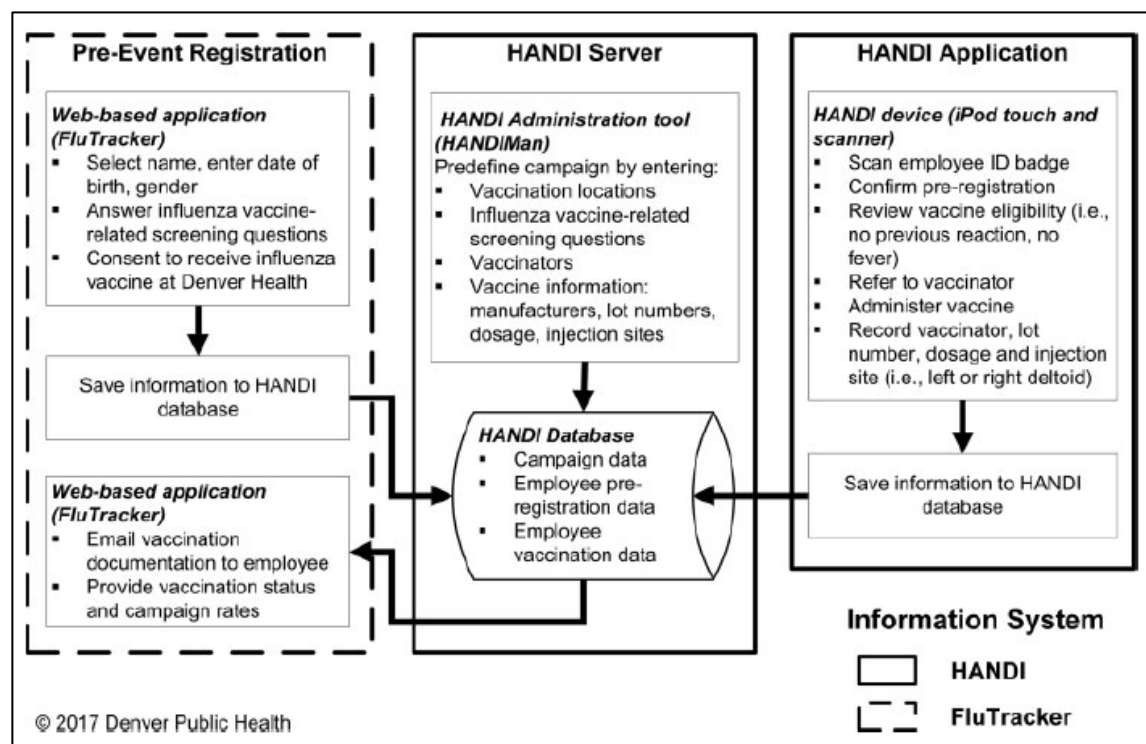 Pre-Event Registration
Web-based application
(FluTracker)
▪ Select name, enter date of
birth, gender
▪ Answer influenza vaccine-
related screening questions
▪ Consent to receive influenza
vaccine at Denver Health
Save information to HANDI
database
Web-based application
(FluTracker)
▪ Email vaccination
documentation to employee
▪ Provide vaccination status
and campaign rates
HANDI Server
HANDI Administration tool
(HANDIMan)
Predefine campaign by entering:
▪ Vaccination locations
▪ Influenza vaccine-related
screening questions
▪ Vaccinators
▪ Vaccine information:
manufacturers, lot numbers,
dosage, injection sites
HANDI Database
▪ Campaign data
▪ Employee pre-
registration data
▪ Employee
vaccination data
HANDI Application
HANDI device (iPod touch and
scanner)
▪ Scan employee ID badge
▪ Confirm pre-registration
▪ Review vaccine eligibility (i.e.,
no previous reaction, no
fever)
▪ Refer to vaccinator
▪ Administer vaccine
▪ Record vaccinator, lot
number, dosage and injection
site (i.e., left or right deltoid)
Save information to HANDI
database
Information System
HANDI
FluTracker
© 2017 Denver Public Health